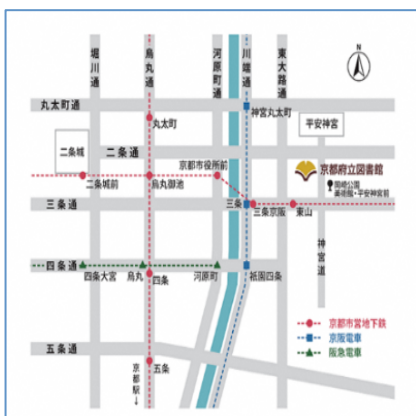 堀川通
烏丸通
河原町通
川端通
東大路通
N
丸太町通
丸太町
神宮丸太町
平安神宮
二条城
二条通
京都市役所前
京都府立図書館
岡崎公園
美術館・平安神宮前
二条城前
烏丸御池
三条
三条京阪
東山
三条通
神宮道
四条通
四条大宮
烏丸
四条
河原町
祇園四条
京都市営地下鉄
京阪電車
阪急電車
五条通
五条
京都駅→